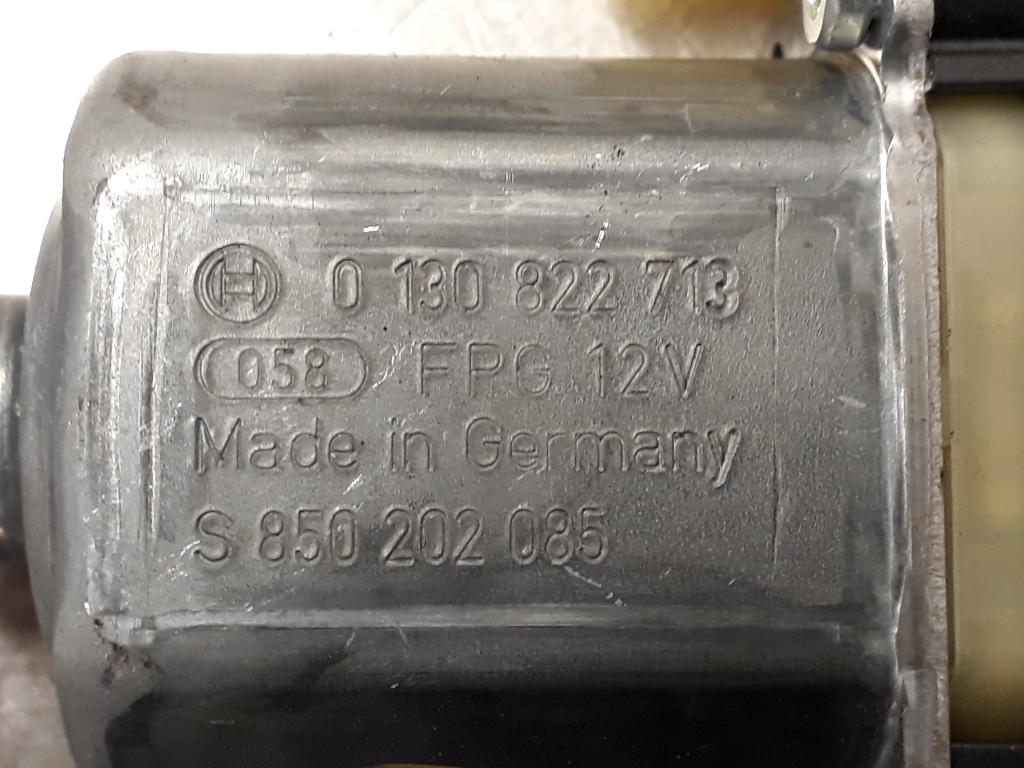 0 130 822 713
058 FPG 12V
Made in Germany
S 850 202 085